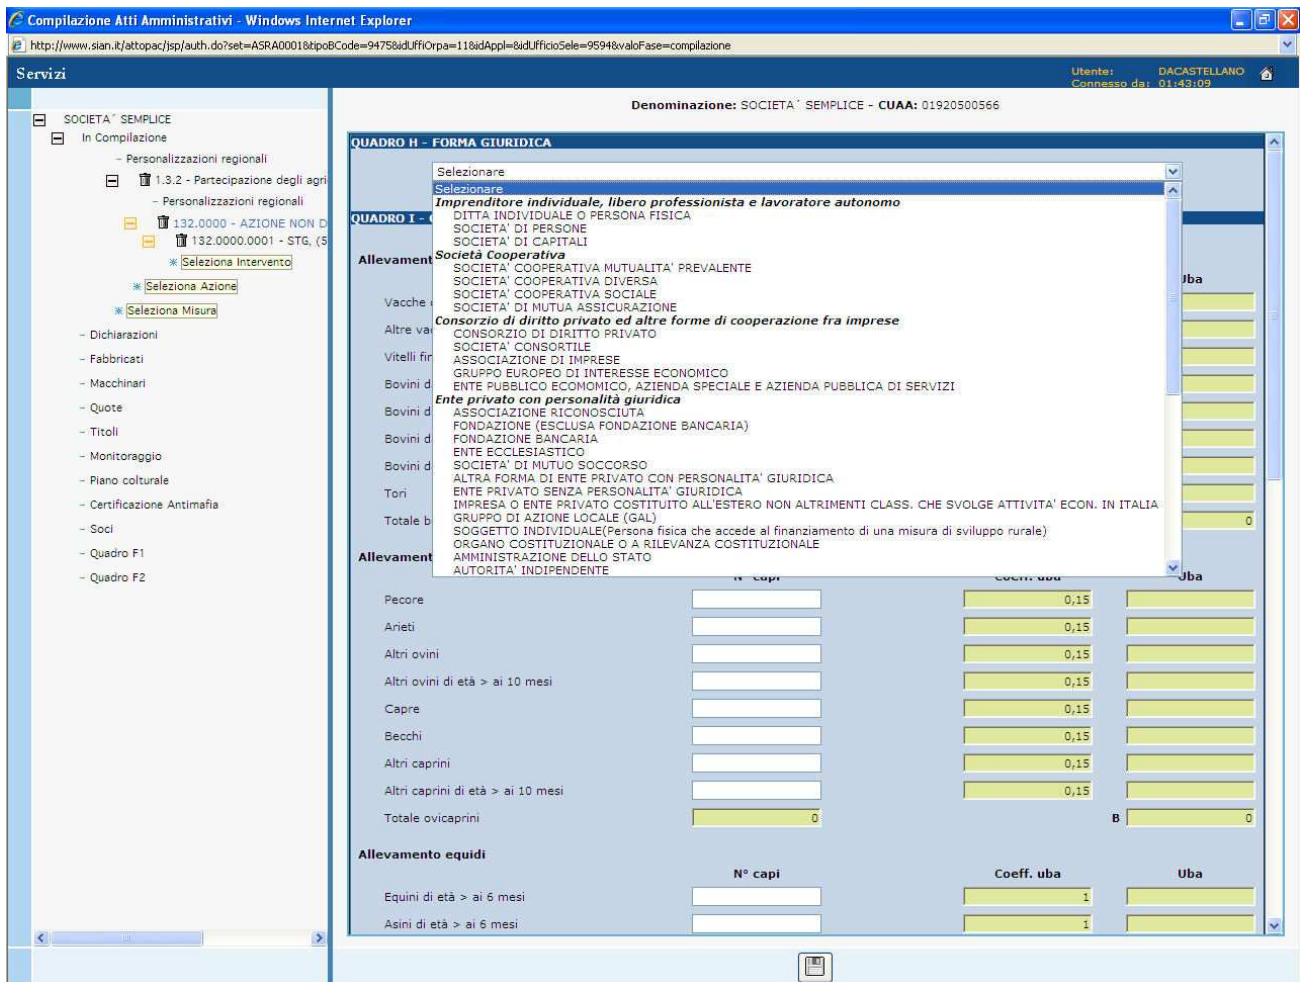 Compilazione Atti Amministrativi - Windows Internet Explorer
http://www.sian.it/attopac/jsp/auth.do?set=ASRA0001&tipoBCode=9475&idUffiOrpa=11&idAppl=&idUfficioSele=9594&valoFase=compilazione
Servizi
Utente: DACASTELLANO
Connesso da: 01:43:09
SOCIETA´ SEMPLICE
In Compilazione
- Personalizzazioni regionali
1.3.2 - Partecipazione degli agri
- Personalizzazioni regionali
132.0000 - AZIONE NON D
132.0000.0001 - STG, (5
Seleziona Intervento
Seleziona Azione
Seleziona Misura
- Dichiarazioni
- Fabbricati
- Macchinari
- Quote
- Titoli
- Monitoraggio
- Piano colturale
- Certificazione Antimafia
- Soci
- Quadro F1
- Quadro F2
Denominazione: SOCIETA´ SEMPLICE - CUAA: 01920500566
QUADRO H - FORMA GIURIDICA
Selezionare
Selezionare
Imprenditore individuale, libero professionista e lavoratore autonomo
DITTA INDIVIDUALE O PERSONA FISICA
SOCIETA' DI PERSONE
SOCIETA' DI CAPITALI
Società Cooperativa
SOCIETA' COOPERATIVA MUTUALITA' PREVALENTE
SOCIETA' COOPERATIVA DIVERSA
SOCIETA' COOPERATIVA SOCIALE
SOCIETA' DI MUTUA ASSICURAZIONE
Consorzio di diritto privato ed altre forme di cooperazione fra imprese
CONSORZIO DI DIRITTO PRIVATO
SOCIETA' CONSORTILE
ASSOCIAZIONE DI IMPRESE
GRUPPO EUROPEO DI INTERESSE ECONOMICO
ENTE PUBBLICO ECOMOMICO, AZIENDA SPECIALE E AZIENDA PUBBLICA DI SERVIZI
Ente privato con personalità giuridica
ASSOCIAZIONE RICONOSCIUTA
FONDAZIONE (ESCLUSA FONDAZIONE BANCARIA)
FONDAZIONE BANCARIA
ENTE ECCLESIASTICO
SOCIETA' DI MUTUO SOCCORSO
ALTRA FORMA DI ENTE PRIVATO CON PERSONALITA' GIURIDICA
ENTE PRIVATO SENZA PERSONALITA' GIURIDICA
IMPRESA O ENTE PRIVATO COSTITUITO ALL'ESTERO NON ALTRIMENTI CLASS. CHE SVOLGE ATTIVITA' ECON. IN ITALIA
GRUPPO DI AZIONE LOCALE (GAL)
SOGGETTO INDIVIDUALE(Persona fisica che accede al finanziamento di una misura di sviluppo rurale)
ORGANO COSTITUZIONALE O A RILEVANZA COSTITUZIONALE
AMMINISTRAZIONE DELLO STATO
AUTORITA' INDIPENDENTE
QUADRO I -
Allevament
Uba
Vacche
Altre va
Vitelli fin
Bovini d
Bovini d
Bovini d
Bovini d
Tori
Totale b 0
Allevament
N° capi Coeff. uba Uba
Pecore 0,15
Arieti 0,15
Altri ovini 0,15
Altri ovini di età > ai 10 mesi 0,15
Capre 0,15
Becchi 0,15
Altri caprini 0,15
Altri caprini di età > ai 10 mesi 0,15
Totale ovicaprini 0 B 0
Allevamento equidi
N° capi Coeff. uba Uba
Equini di età > ai 6 mesi 1
Asini di età > ai 6 mesi 1